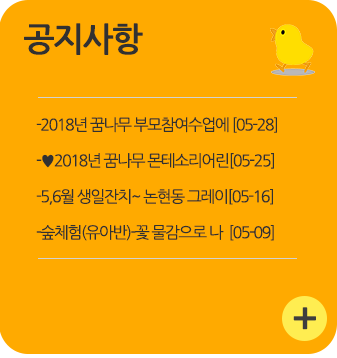 공지사항
-2018년 꿈나무 부모참여수업에 [05-28]
-♥2018년 꿈나무 몬테소리어린[05-25]
-5,6월 생일잔치~ 논현동 그레이[05-16]
-숲체험(유아반)-꽃 물감으로 나 [05-09]
+